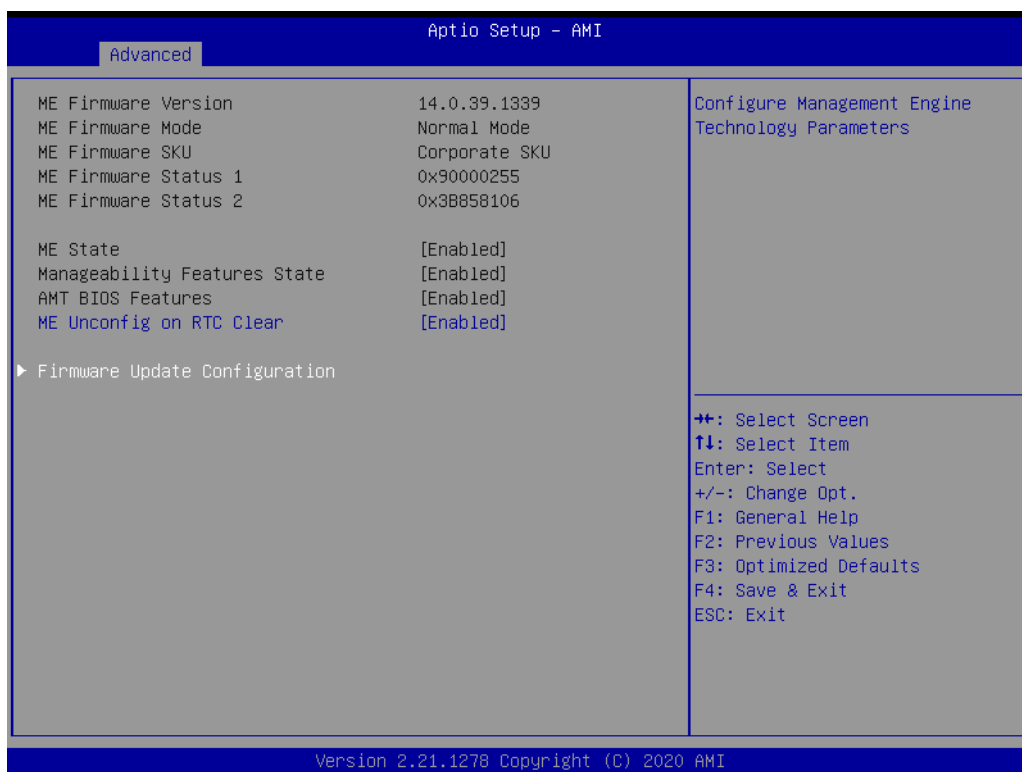 Aptio Setup – AMI
Advanced
ME Firmware Version 14.0.39.1339
ME Firmware Mode Normal Mode
ME Firmware SKU Corporate SKU
ME Firmware Status 1 0x90000255
ME Firmware Status 2 0x3B858106
ME State [Enabled]
Manageability Features State [Enabled]
AMT BIOS Features [Enabled]
ME Unconfig on RTC Clear [Enabled]
▶ Firmware Update Configuration
Configure Management Engine
Technology Parameters
→←: Select Screen
↑↓: Select Item
Enter: Select
+/-: Change Opt.
F1: General Help
F2: Previous Values
F3: Optimized Defaults
F4: Save & Exit
ESC: Exit
Version 2.21.1278 Copyright (C) 2020 AMI